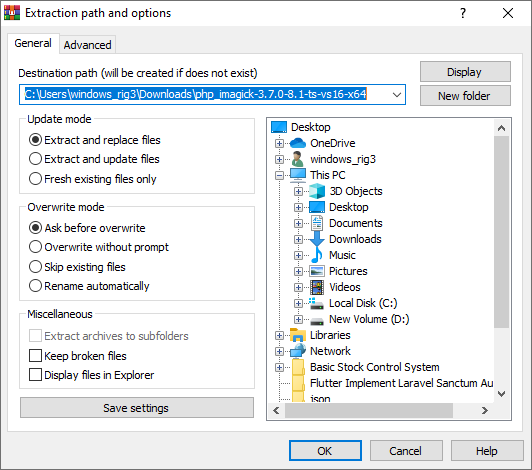 Extraction path and options
General
Advanced
Destination path (will be created if does not exist)
Display
C:\Users\windows_rig3\Downloads\php_imagick-3.7.0-8.1-ts-vs16-x64
New folder
Update mode
Extract and replace files
Extract and update files
Fresh existing files only
Overwrite mode
Ask before overwrite
Overwrite without prompt
Skip existing files
Rename automatically
Miscellaneous
Extract archives to subfolders
Keep broken files
Display files in Explorer
Save settings
Desktop
OneDrive
windows_rig3
This PC
3D Objects
Desktop
Documents
Downloads
Music
Pictures
Videos
Local Disk (C:)
New Volume (D:)
Libraries
Network
Basic Stock Control System
Flutter Implement Laravel Sanctum Au
json
OK
Cancel
Help